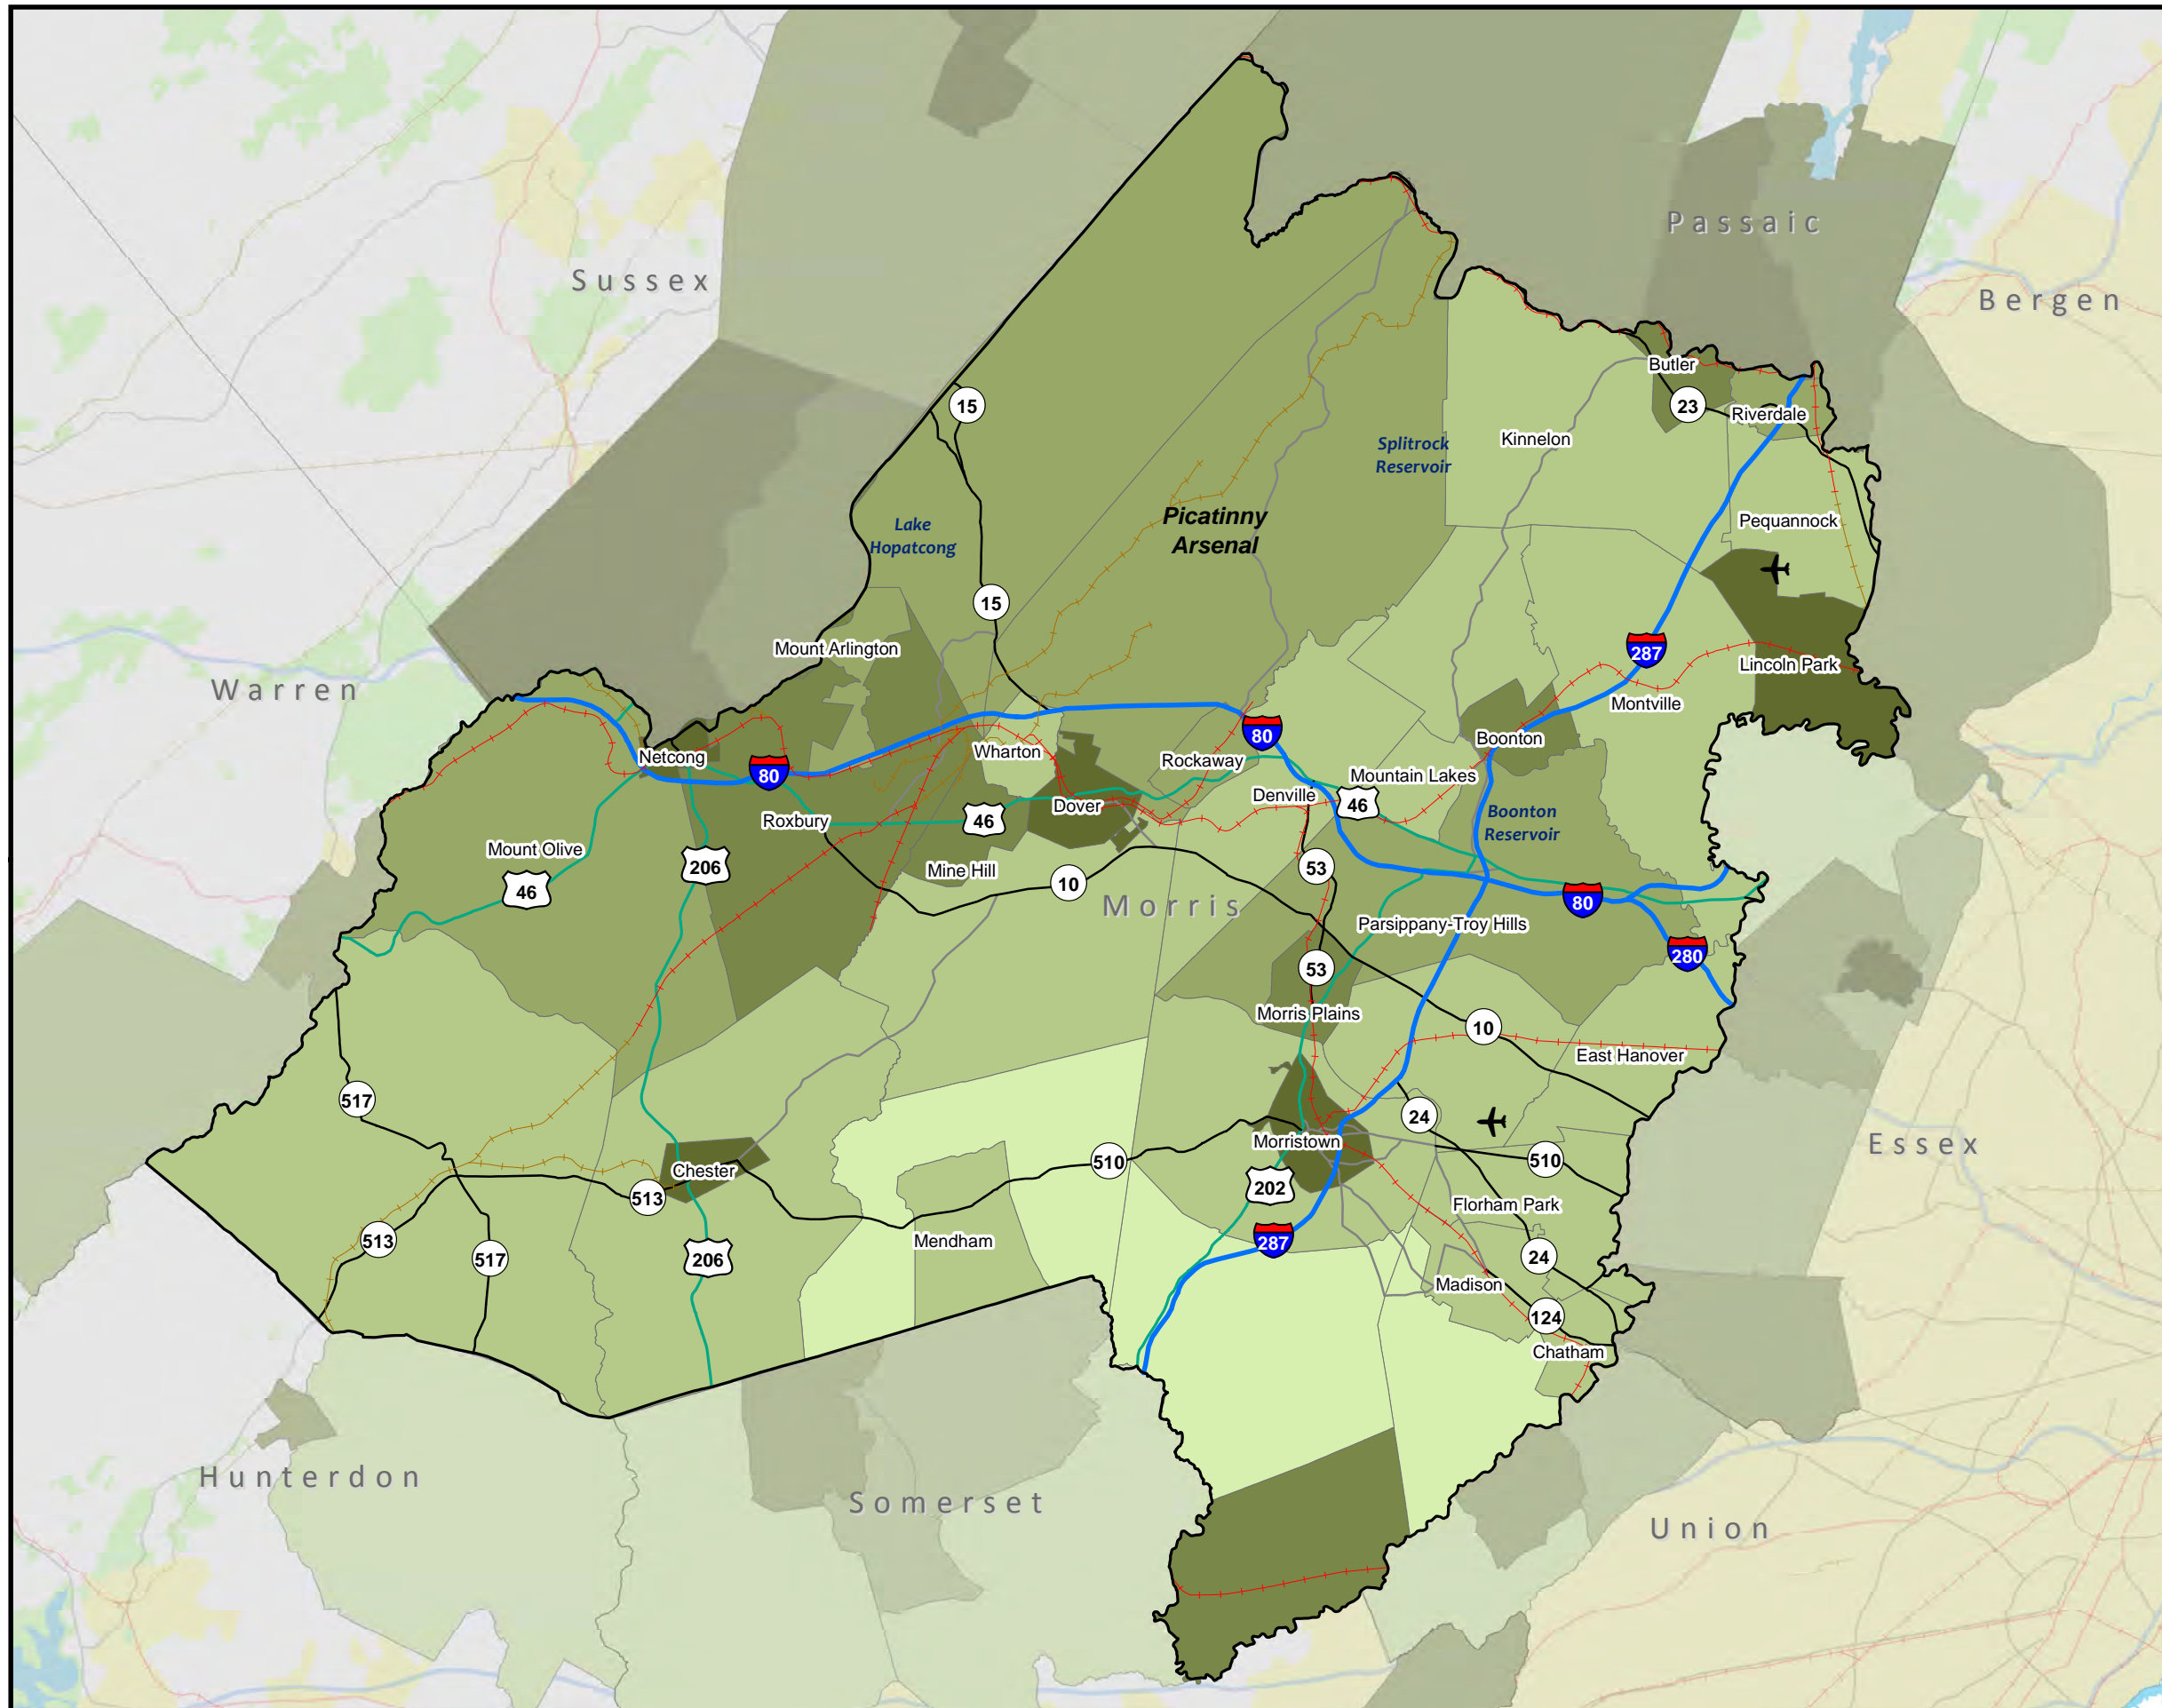 Passaic
Sussex
Bergen
Butler
15
23
Riverdale
Splitrock
Reservoir
Kinnelon
Picatinny
Arsenal
Lake
Hopatcong
Pequannock
15
Mount Arlington
287
Lincoln Park
Warren
Montville
Netcong
Wharton
80
Boonton
Rockaway
80
Mountain Lakes
Denville
46
Dover
Roxbury
46
Boonton
Reservoir
Mount Olive
206
46
Mine Hill
10
53
Morris
80
Parsippany-Troy Hills
280
53
Morris Plains
10
East Hanover
517
24
Morristown
Essex
510
510
Chester
513
202
Florham Park
513
Mendham
287
517
206
24
Madison
124
Chatham
Hunterdon
Somerset
Union